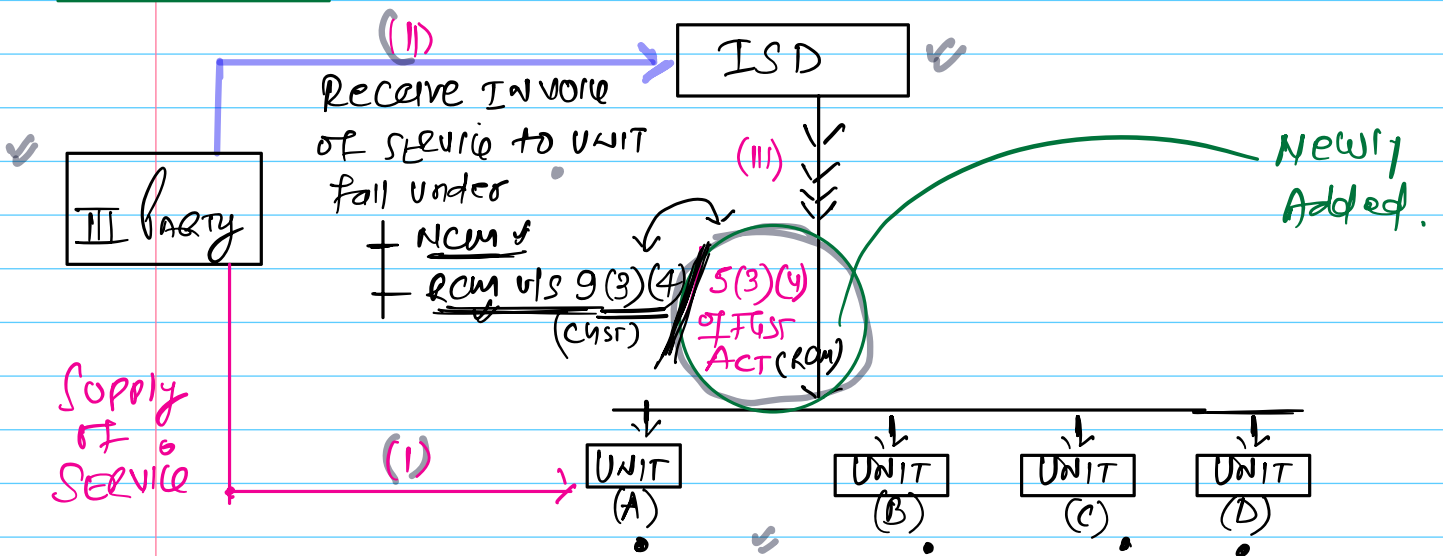 (II)
ISD
Receive Invoice
of service to UNIT
fall under
NCM &
RCM u/s 9(3)(4)
(CGST)
(III)
Newly
Added.
III Party
5(3)(4)
of IGST
ACT (RCM)
Supply
of
SERVICE
(I)
UNIT
(A)
UNIT
(B)
UNIT
(C)
UNIT
(D)